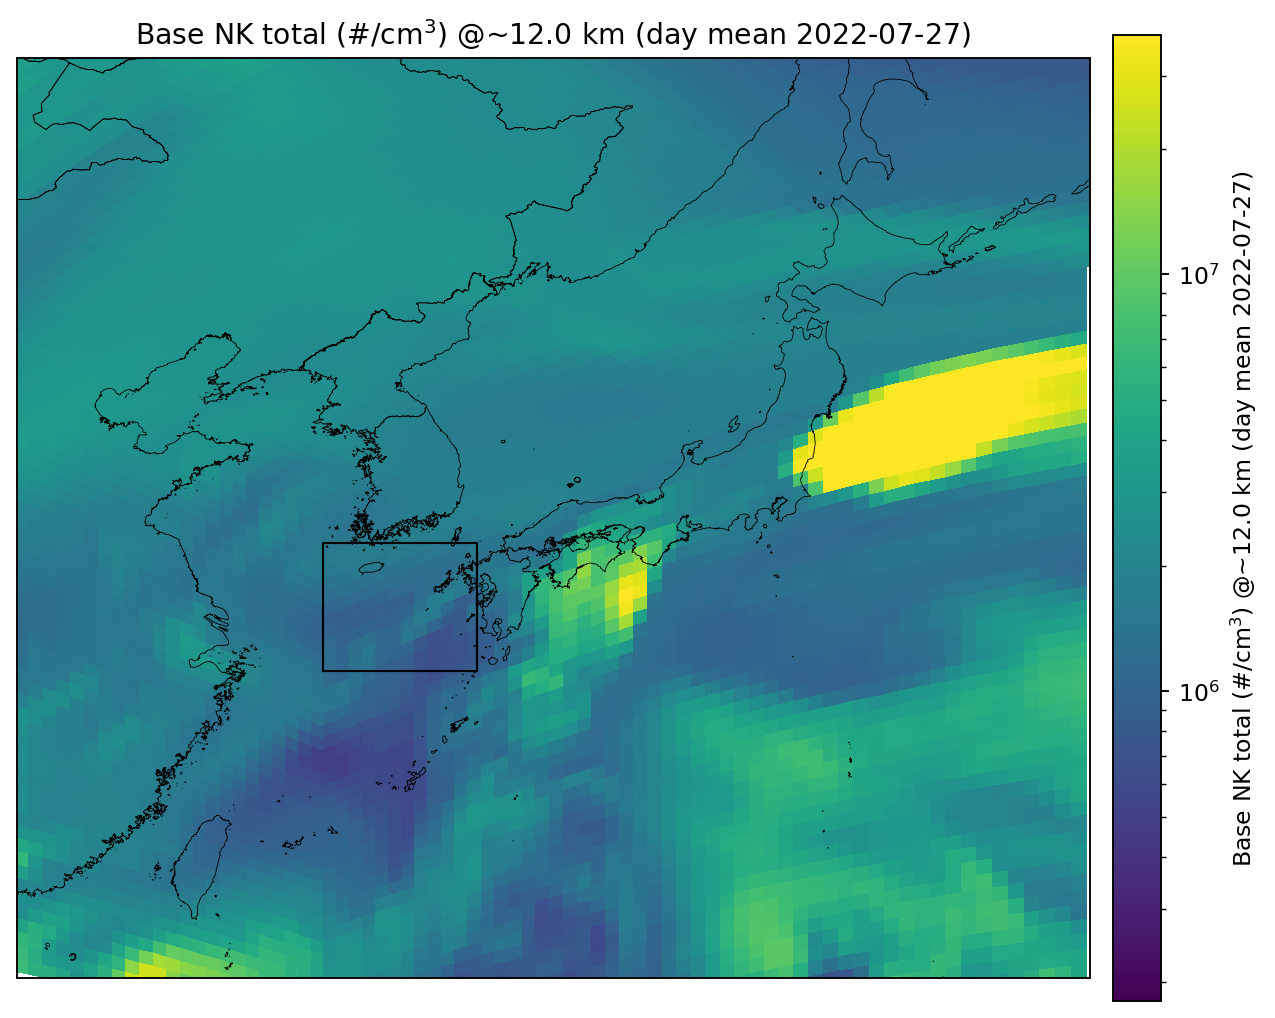 Base NK total (#/cm³) @~12.0 km (day mean 2022-07-27)
10⁷
10⁶
Base NK total (#/cm³) @~12.0 km (day mean 2022-07-27)